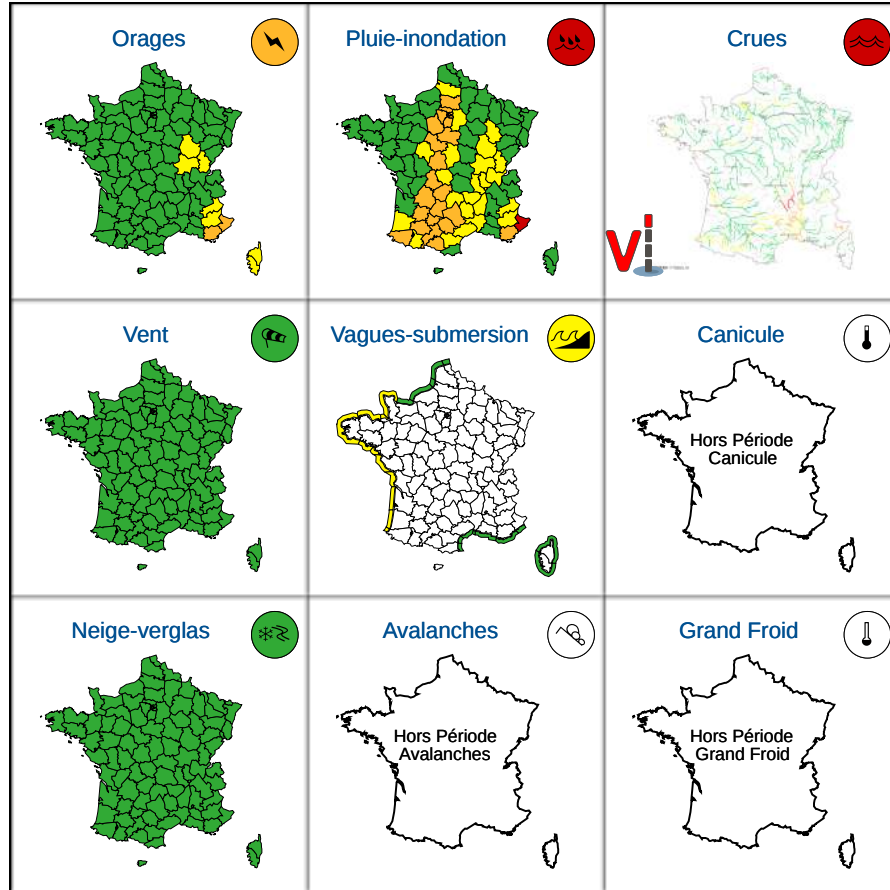 Orages
Pluie-inondation
Crues
Vi
Vent
Vagues-submersion
Canicule
Hors Période
Canicule
Neige-verglas
Avalanches
Hors Période
Avalanches
Grand Froid
Hors Période
Grand Froid